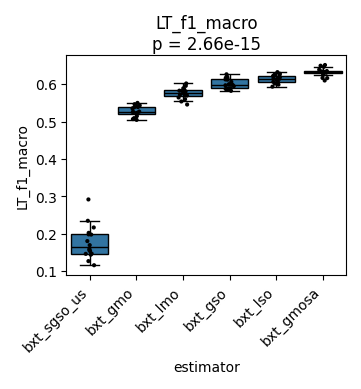 LT_f1_macro
p = 2.66e-15
LT_f1_macro
0.6
0.5
0.4
0.3
0.2
0.1
bxt_sgso_us
bxt_gmo
bxt_lmo
bxt_gso
bxt_lso
bxt_gmosa
estimator